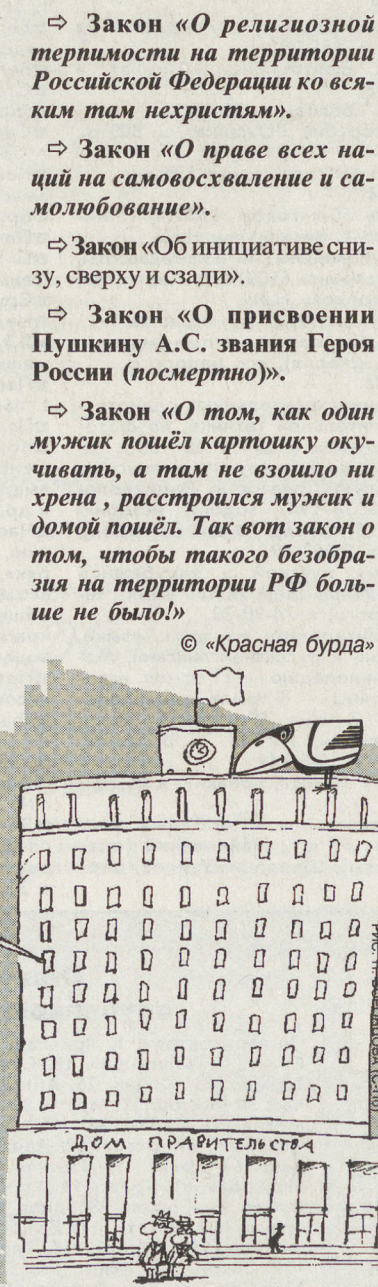 ⇨ Закон «О религиозной
терпимости на территории
Российской Федерации ко вся-
ким там нехристям».
⇨ Закон «О праве всех на-
ций на самовосхваление и са-
молюбование».
⇨ Закон «Об инициативе сни-
зу, сверху и сзади».
⇨ Закон «О присвоении
Пушкину А.С. звания Героя
России (посмертно)».
⇨ Закон «О том, как один
мужик пошёл картошку оку-
чивать, а там не взошло ни
хрена , расстроился мужик и
домой пошёл. Так вот закон о
том, чтобы такого безобра-
зия на территории РФ боль-
ше не было!»
© «Красная бурда»
ДОМ ПРАВИТЕЛЬСТВА